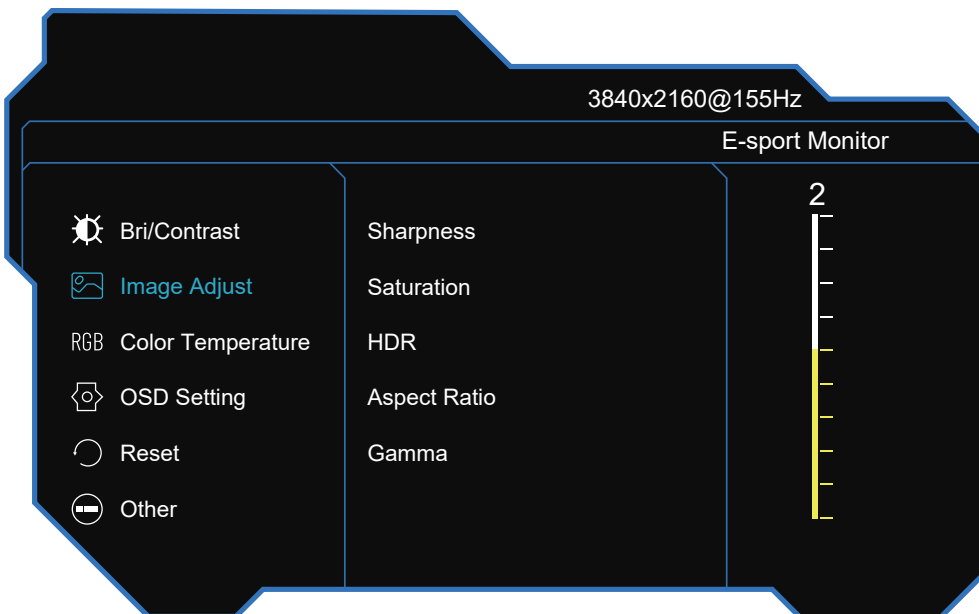 3840x2160@155Hz
E-sport Monitor
2
Bri/Contrast
Sharpness
Image Adjust
Saturation
RGB Color Temperature
HDR
OSD Setting
Aspect Ratio
Reset
Gamma
Other